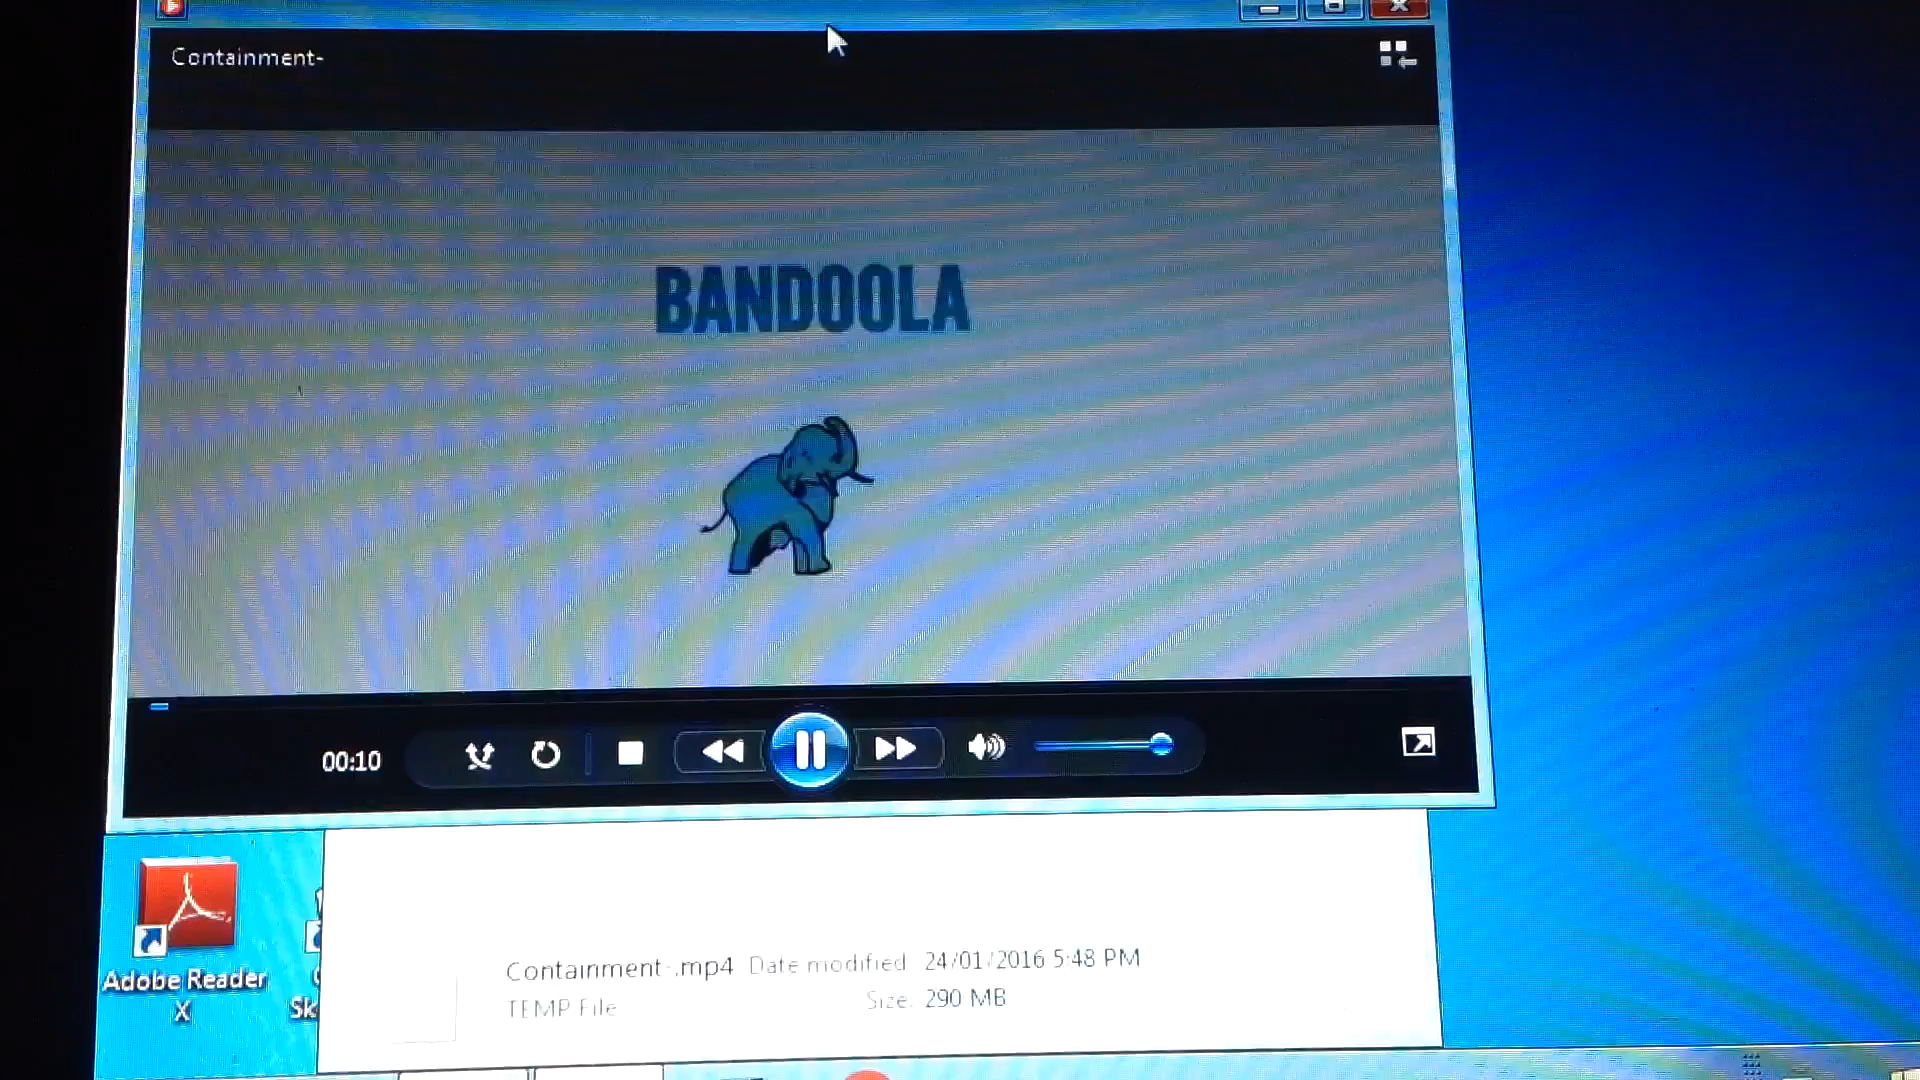 Containment-
BANDOOLA
00:10
Adobe Reader
X
Sk
Containment-.mp4 Date modified 24/01/2016 5:48 PM
TEMP File Size: 290 MB